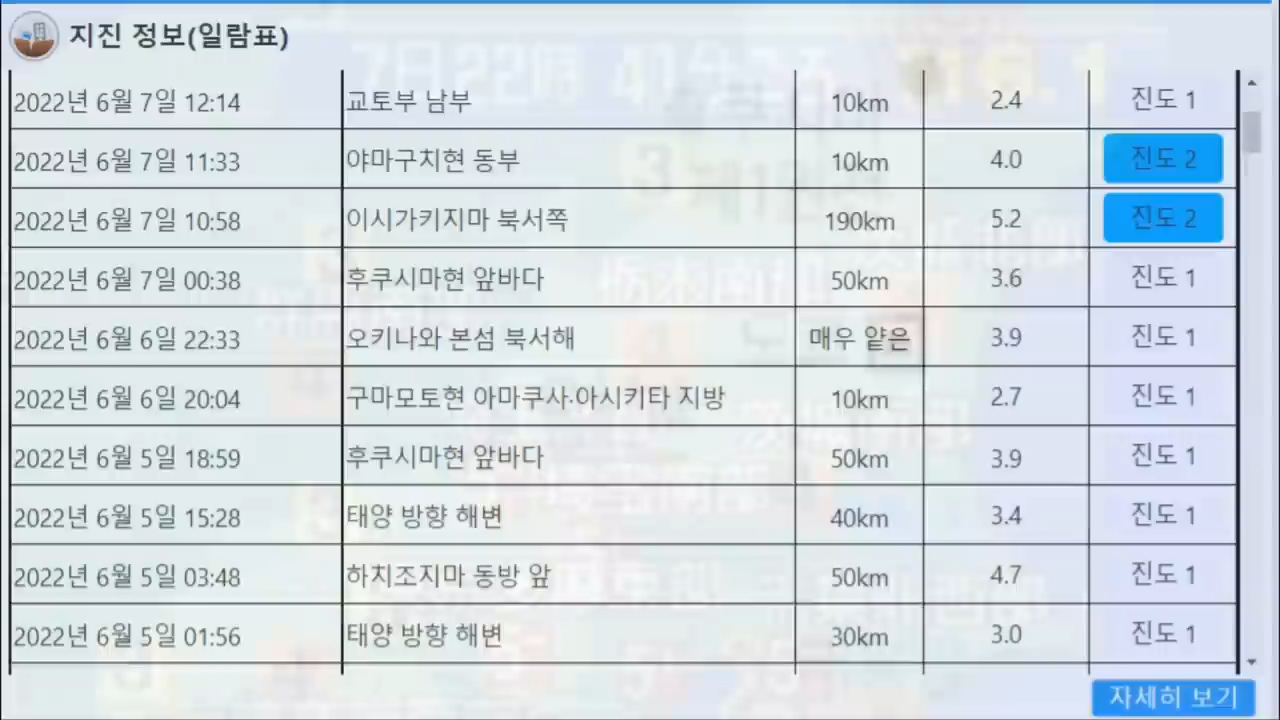 지진 정보(일람표)
2022년 6월 7일 12:14 교토부 남부 10km 2.4 진도 1
2022년 6월 7일 11:33 야마구치현 동부 10km 4.0 진도 2
2022년 6월 7일 10:58 이시가키지마 북서쪽 190km 5.2 진도 2
2022년 6월 7일 00:38 후쿠시마현 앞바다 50km 3.6 진도 1
2022년 6월 6일 22:33 오키나와 본섬 북서해 매우 얕은 3.9 진도 1
2022년 6월 6일 20:04 구마모토현 아마쿠사·아시키타 지방 10km 2.7 진도 1
2022년 6월 5일 18:59 후쿠시마현 앞바다 50km 3.9 진도 1
2022년 6월 5일 15:28 태양 방향 해변 40km 3.4 진도 1
2022년 6월 5일 03:48 하치조지마 동방 앞 50km 4.7 진도 1
2022년 6월 5일 01:56 태양 방향 해변 30km 3.0 진도 1
자세히 보기